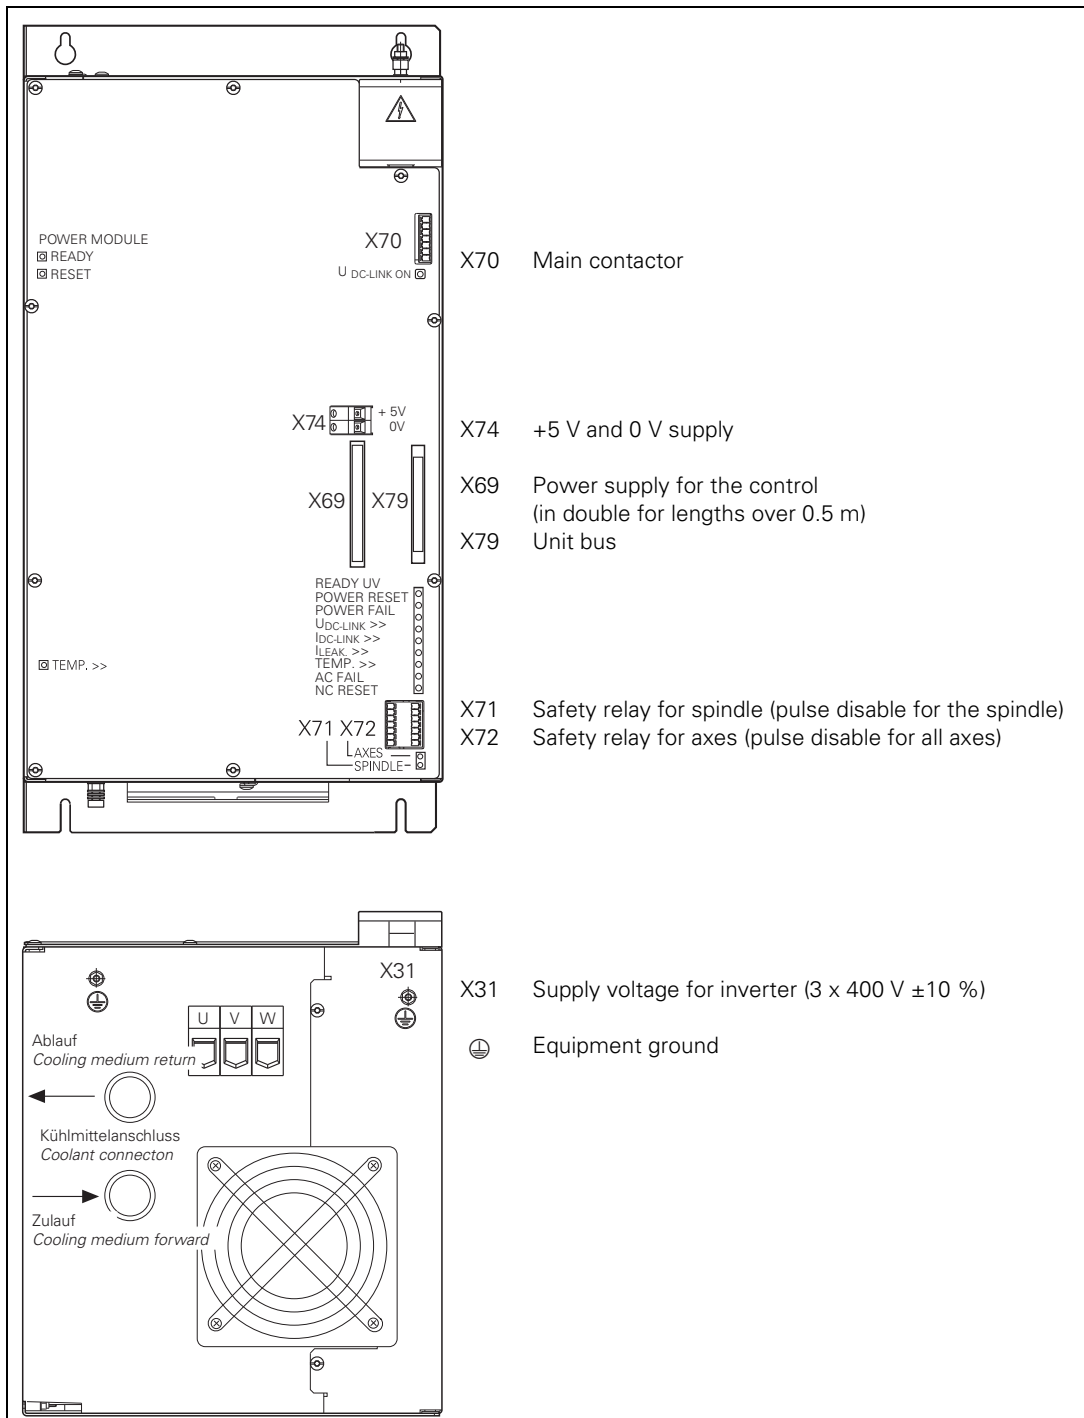 POWER MODULE
READY
RESET
X70
U DC-LINK ON
X70 Main contactor
X74
+ 5V
0V
X74 +5 V and 0 V supply
X69 X79
X69 Power supply for the control
(in double for lengths over 0.5 m)
X79 Unit bus
READY UV
POWER RESET
POWER FAIL
UDC-LINK >>
IDC-LINK >>
ILEAK. >>
TEMP. >>
AC FAIL
NC RESET
TEMP. >>
X71 X72
AXES
SPINDLE
X71 Safety relay for spindle (pulse disable for the spindle)
X72 Safety relay for axes (pulse disable for all axes)
X31
X31 Supply voltage for inverter (3 x 400 V ±10 %)
U V W
Equipment ground
Ablauf
Cooling medium return
Kühlmittelanschluss
Coolant connecton
Zulauf
Cooling medium forward